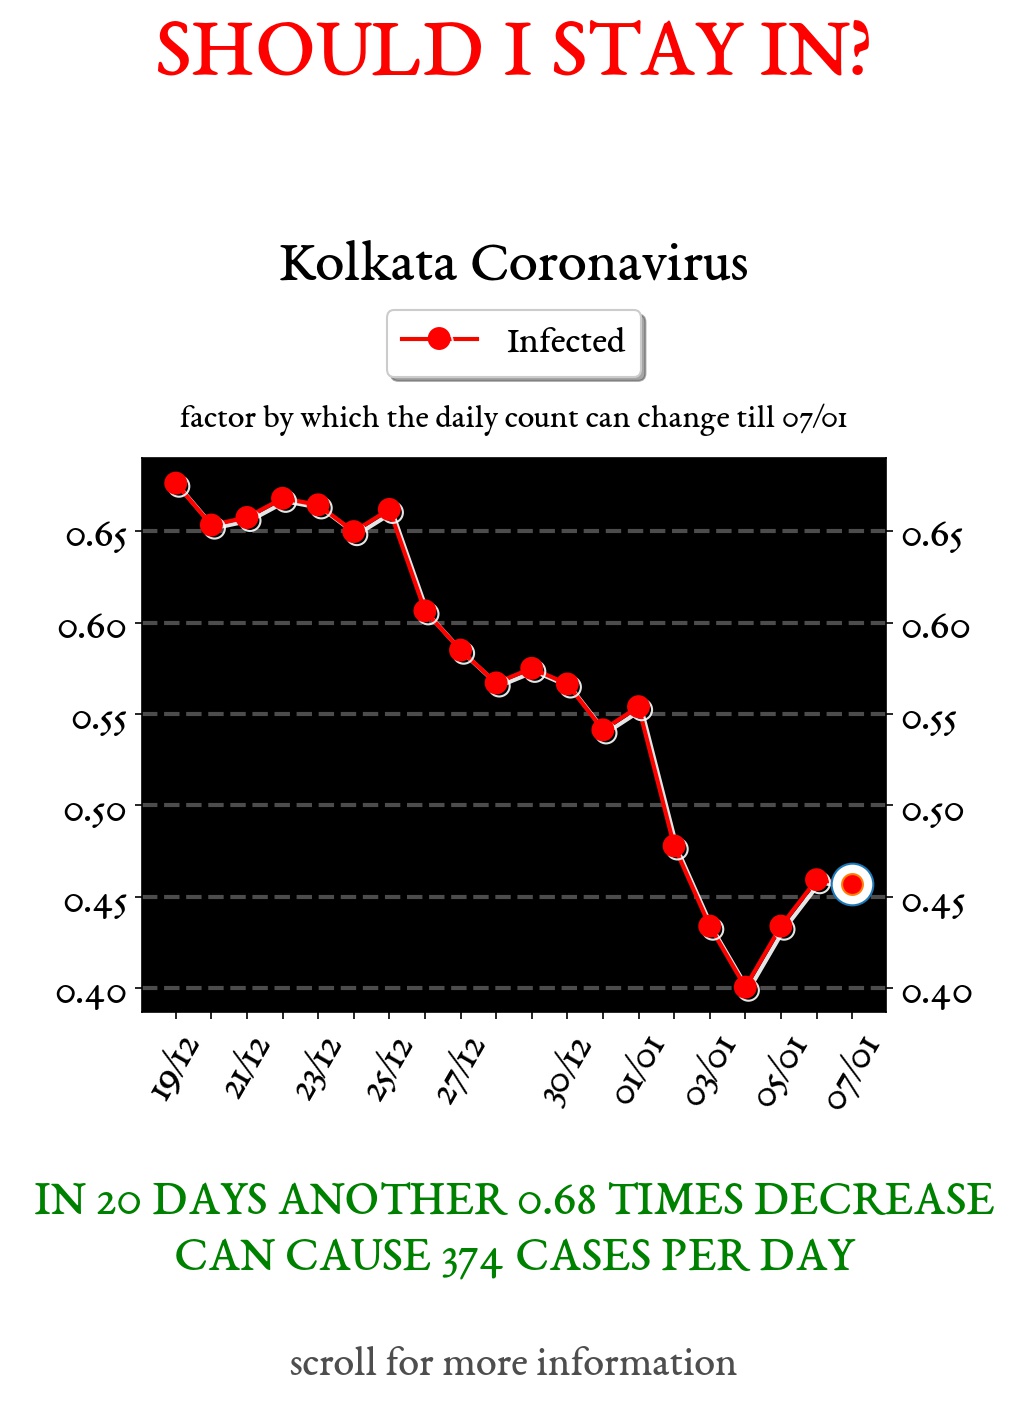 SHOULD I STAY IN?
Kolkata Coronavirus
Infected
factor by which the daily count can change till 07/01
0.65 0.65
0.60 0.60
0.55 0.55
0.50 0.50
0.45 0.45
0.40 0.40
19/12 21/12 23/12 25/12 27/12 30/12 01/01 03/01 05/01 07/01
IN 20 DAYS ANOTHER 0.68 TIMES DECREASE
CAN CAUSE 374 CASES PER DAY
scroll for more information